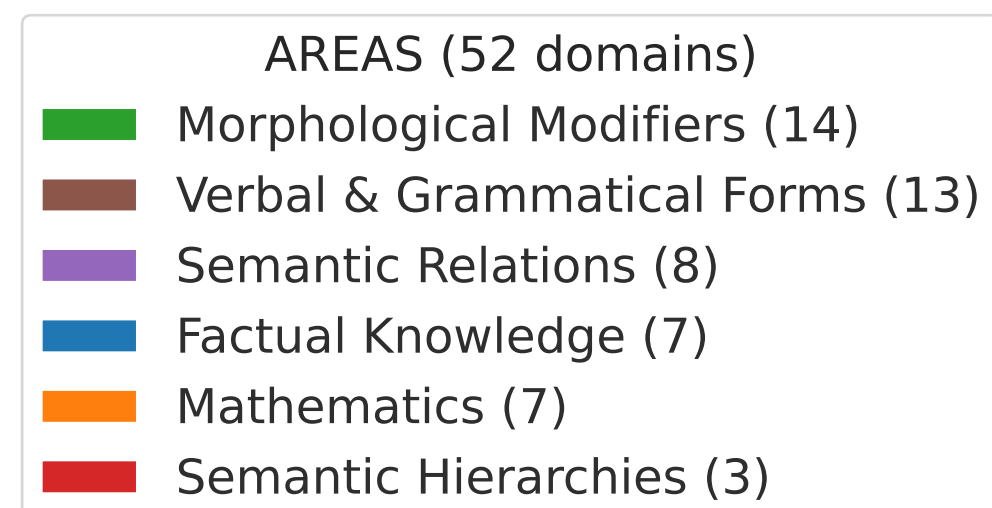 AREAS (52 domains)
Morphological Modifiers (14)
Verbal & Grammatical Forms (13)
Semantic Relations (8)
Factual Knowledge (7)
Mathematics (7)
Semantic Hierarchies (3)